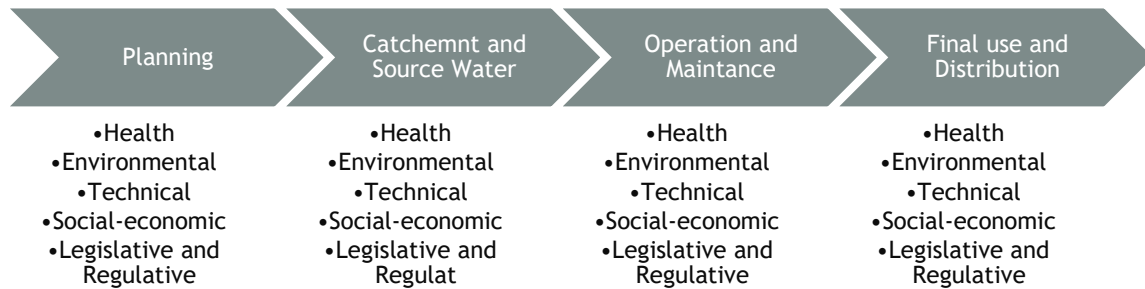 Planning
Catchemnt and
Source Water
Operation and
Maintance
Final use and
Distribution
•Health
•Environmental
•Technical
•Social-economic
•Legislative and
Regulative
•Health
•Environmental
•Technical
•Social-economic
•Legislative and
Regulat
•Health
•Environmental
•Technical
•Social-economic
•Legislative and
Regulative
•Health
•Environmental
•Technical
•Social-economic
•Legislative and
Regulative